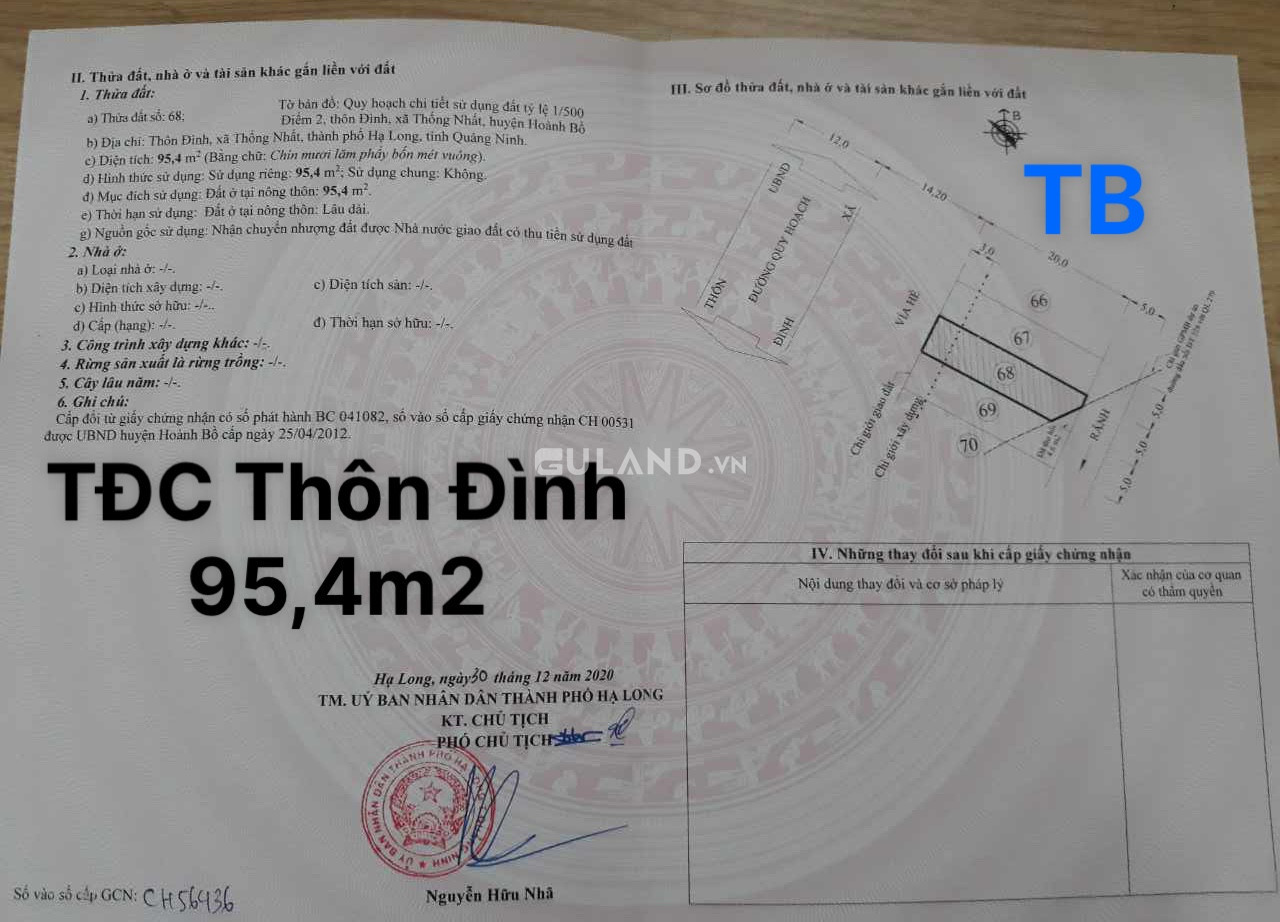 II. Thửa đất, nhà ở và tài sản khác gắn liền với đất
1. Thửa đất:
a) Thửa đất số: 68;
Tờ bản đồ: Quy hoạch chi tiết sử dụng đất tỷ lệ 1/500
Điểm 2, thôn Đình, xã Thống Nhất, huyện Hoành Bồ
b) Địa chỉ: Thôn Đình, xã Thống Nhất, thành phố Hạ Long, tỉnh Quảng Ninh.
c) Diện tích: 95,4 m² (Bằng chữ: Chín mươi lăm phẩy bốn mét vuông).
d) Hình thức sử dụng: Sử dụng riêng: 95,4 m²; Sử dụng chung: Không.
đ) Mục đích sử dụng: Đất ở tại nông thôn: 95,4 m².
e) Thời hạn sử dụng: Đất ở tại nông thôn: Lâu dài.
g) Nguồn gốc sử dụng: Nhận chuyển nhượng đất được Nhà nước giao đất có thu tiền sử dụng đất
2. Nhà ở:
a) Loại nhà ở: -/-.
b) Diện tích xây dựng: -/-.
c) Diện tích sàn: -/-.
c) Hình thức sở hữu: -/-..
d) Cấp (hạng): -/-.
đ) Thời hạn sở hữu: -/-.
3. Công trình xây dựng khác: -/-.
4. Rừng sản xuất là rừng trồng: -/-.
5. Cây lâu năm: -/-.
6. Ghi chú:
Cấp đổi từ giấy chứng nhận có số phát hành BC 041082, số vào sổ cấp giấy chứng nhận CH 00531
được UBND huyện Hoành Bồ cấp ngày 25/04/2012.
TĐC Thôn Đình
95,4m2
Hạ Long, ngày 30 tháng 12 năm 2020
TM. UỶ BAN NHÂN DÂN THÀNH PHỐ HẠ LONG
KT. CHỦ TỊCH
PHÓ CHỦ TỊCH
Nguyễn Hữu Nhã
Số vào sổ cấp GCN: CH56436
III. Sơ đồ thửa đất, nhà ở và tài sản khác gắn liền với đất
B
TB
12,0
14,20
3,0
20,0
5,0
UBND
XÃ
THÔN
ĐÌNH
ĐƯỜNG QUY HOẠCH
VỈA HÈ
66
67
68
69
70
Chỉ giới giao đất
Chỉ giới xây dựng
RÃNH
5,0
5,0
5,0
GULAND.VN
IV. Những thay đổi sau khi cấp giấy chứng nhận
Nội dung thay đổi và cơ sở pháp lý
Xác nhận của cơ quan
có thẩm quyền